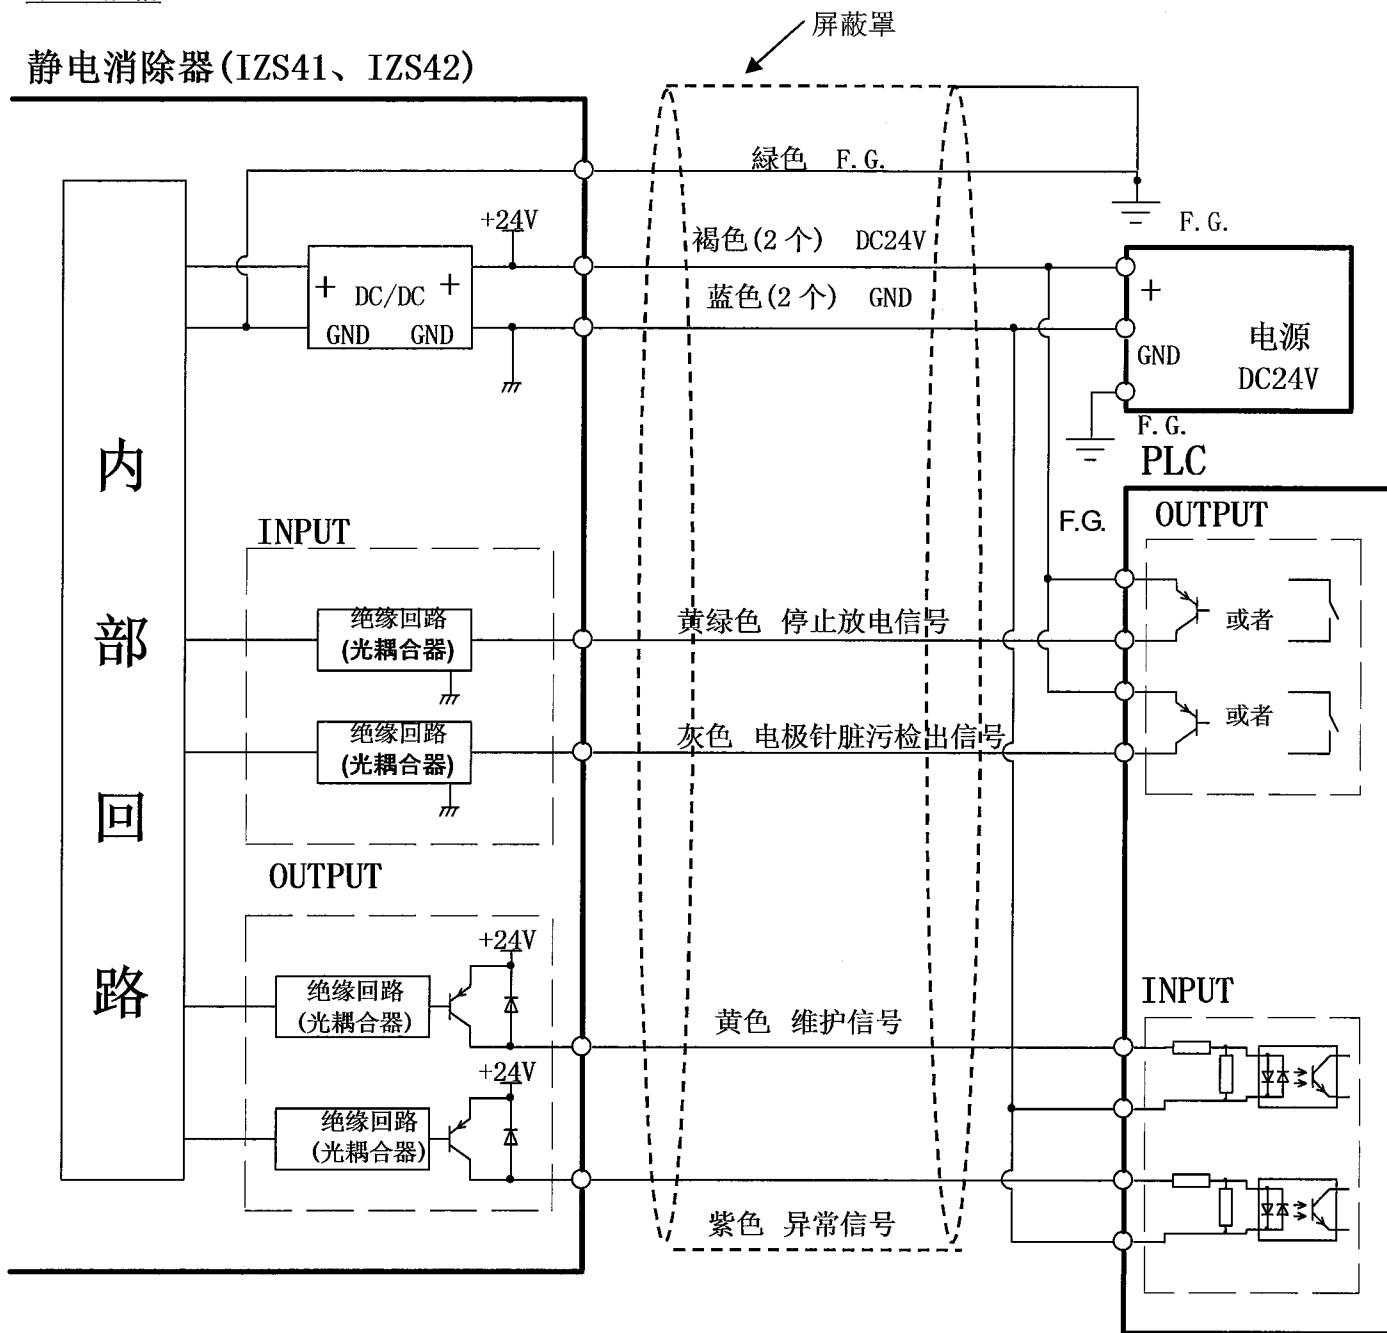 屏蔽罩
静电消除器(IZS41、IZS42)
緑色 F.G.
+24V
F.G.
褐色(2个) DC24V
+ DC/DC +
GND GND
蓝色(2个) GND
+
GND
电源
DC24V
F.G.
PLC
内部回路
INPUT
F.G.
OUTPUT
绝缘回路
(光耦合器)
黄绿色 停止放电信号
或者
绝缘回路
(光耦合器)
灰色 电极针脏污检出信号
或者
OUTPUT
+24V
绝缘回路
(光耦合器)
黄色 维护信号
INPUT
+24V
绝缘回路
(光耦合器)
紫色 异常信号